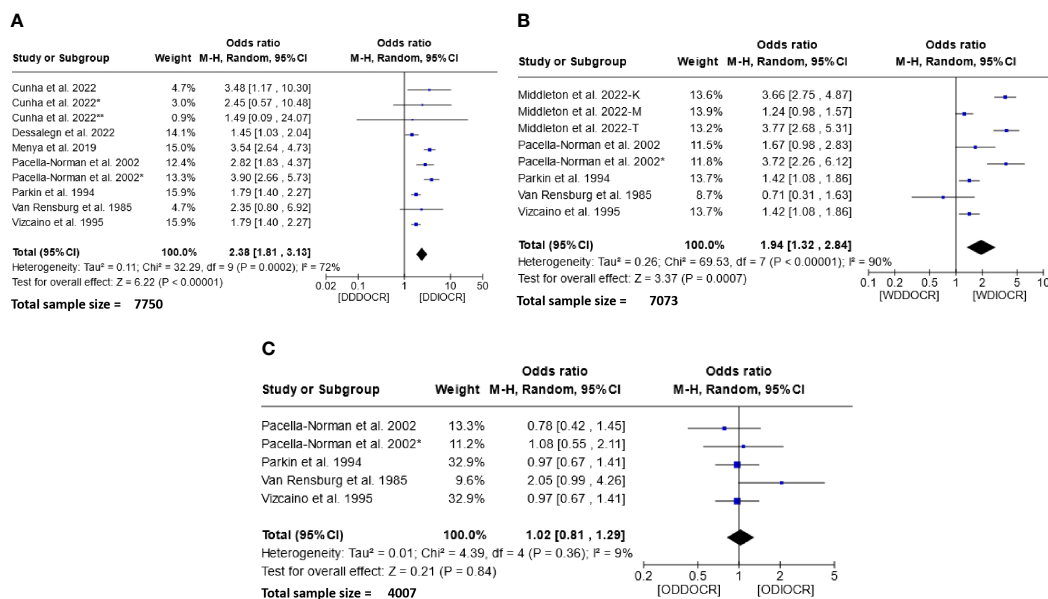 A
Odds ratio Odds ratio
Study or Subgroup Weight M-H, Random, 95%CI M-H, Random, 95%CI
Cunha et al. 2022 4.7% 3.48 [1.17 , 10.30]
Cunha et al. 2022* 3.0% 2.45 [0.57 , 10.48]
Cunha et al. 2022** 0.9% 1.49 [0.09 , 24.07]
Dessalegn et al. 2022 14.1% 1.45 [1.03 , 2.04]
Menya et al. 2019 15.0% 3.54 [2.64 , 4.73]
Pacella-Norman et al. 2002 12.4% 2.82 [1.83 , 4.37]
Pacella-Norman et al. 2002* 13.3% 3.90 [2.66 , 5.73]
Parkin et al. 1994 15.9% 1.79 [1.40 , 2.27]
Van Rensburg et al. 1985 4.7% 2.35 [0.80 , 6.92]
Vizcaino et al. 1995 15.9% 1.79 [1.40 , 2.27]
Total (95%CI) 100.0% 2.38 [1.81 , 3.13]
Heterogeneity: Tau² = 0.11; Chi² = 32.29, df = 9 (P = 0.0002); I² = 72%
Test for overall effect: Z = 6.22 (P < 0.00001)
0.02 0.1 1 10 50
[DDDOCR] [DDIOCR]
Total sample size = 7750
B
Odds ratio Odds ratio
Study or Subgroup Weight M-H, Random, 95%CI M-H, Random, 95%CI
Middleton et al. 2022-K 13.6% 3.66 [2.75 , 4.87]
Middleton et al. 2022-M 13.9% 1.24 [0.98 , 1.57]
Middleton et al. 2022-T 13.2% 3.77 [2.68 , 5.31]
Pacella-Norman et al. 2002 11.5% 1.67 [0.98 , 2.83]
Pacella-Norman et al. 2002* 11.8% 3.72 [2.26 , 6.12]
Parkin et al. 1994 13.7% 1.42 [1.08 , 1.86]
Van Rensburg et al. 1985 8.7% 0.71 [0.31 , 1.63]
Vizcaino et al. 1995 13.7% 1.42 [1.08 , 1.86]
Total (95%CI) 100.0% 1.94 [1.32 , 2.84]
Heterogeneity: Tau² = 0.26; Chi² = 69.53, df = 7 (P < 0.00001); I² = 90%
Test for overall effect: Z = 3.37 (P = 0.0007)
0.1 0.2 0.5 1 2 5 10
[WDDOCR] [WDIOCR]
Total sample size = 7073
C
Odds ratio Odds ratio
Study or Subgroup Weight M-H, Random, 95%CI M-H, Random, 95%CI
Pacella-Norman et al. 2002 13.3% 0.78 [0.42 , 1.45]
Pacella-Norman et al. 2002* 11.2% 1.08 [0.55 , 2.11]
Parkin et al. 1994 32.9% 0.97 [0.67 , 1.41]
Van Rensburg et al. 1985 9.6% 2.05 [0.99 , 4.26]
Vizcaino et al. 1995 32.9% 0.97 [0.67 , 1.41]
Total (95%CI) 100.0% 1.02 [0.81 , 1.29]
Heterogeneity: Tau² = 0.01; Chi² = 4.39, df = 4 (P = 0.36); I² = 9%
Test for overall effect: Z = 0.21 (P = 0.84)
0.2 0.5 1 2 5
[ODDOCR] [ODIOCR]
Total sample size = 4007